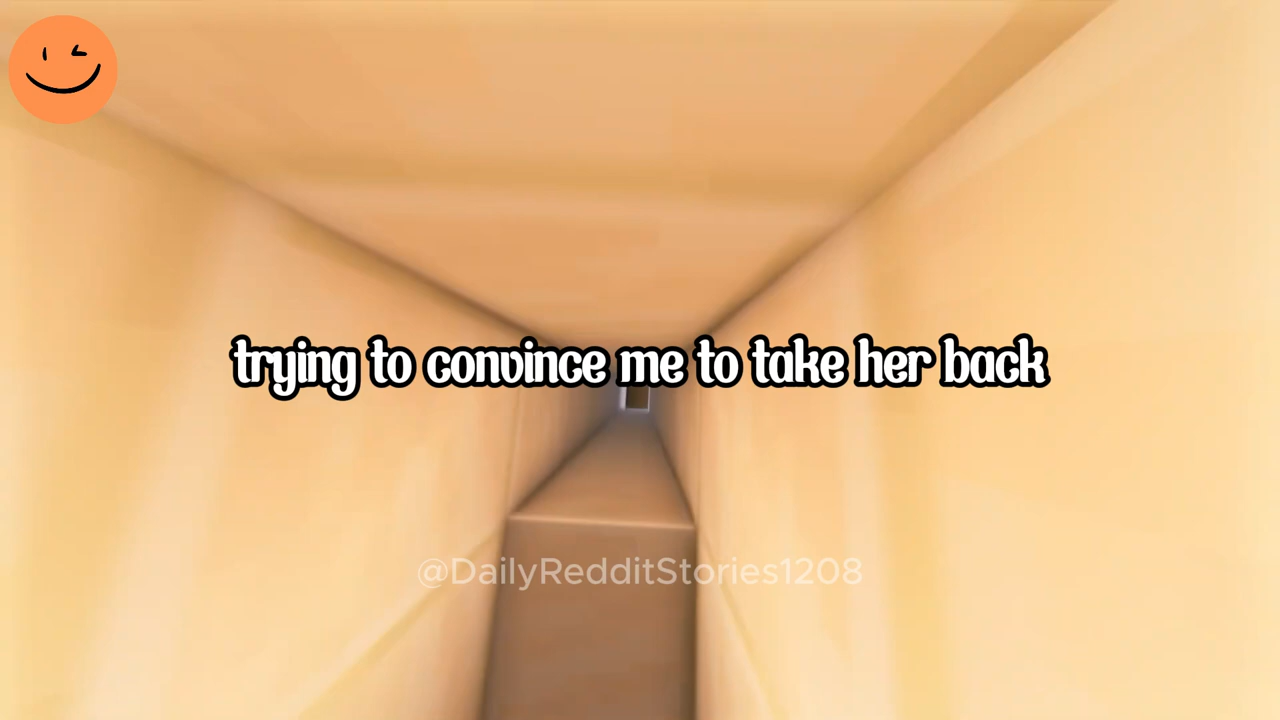 trying to convince me to take her back
@DailyRedditStories1208